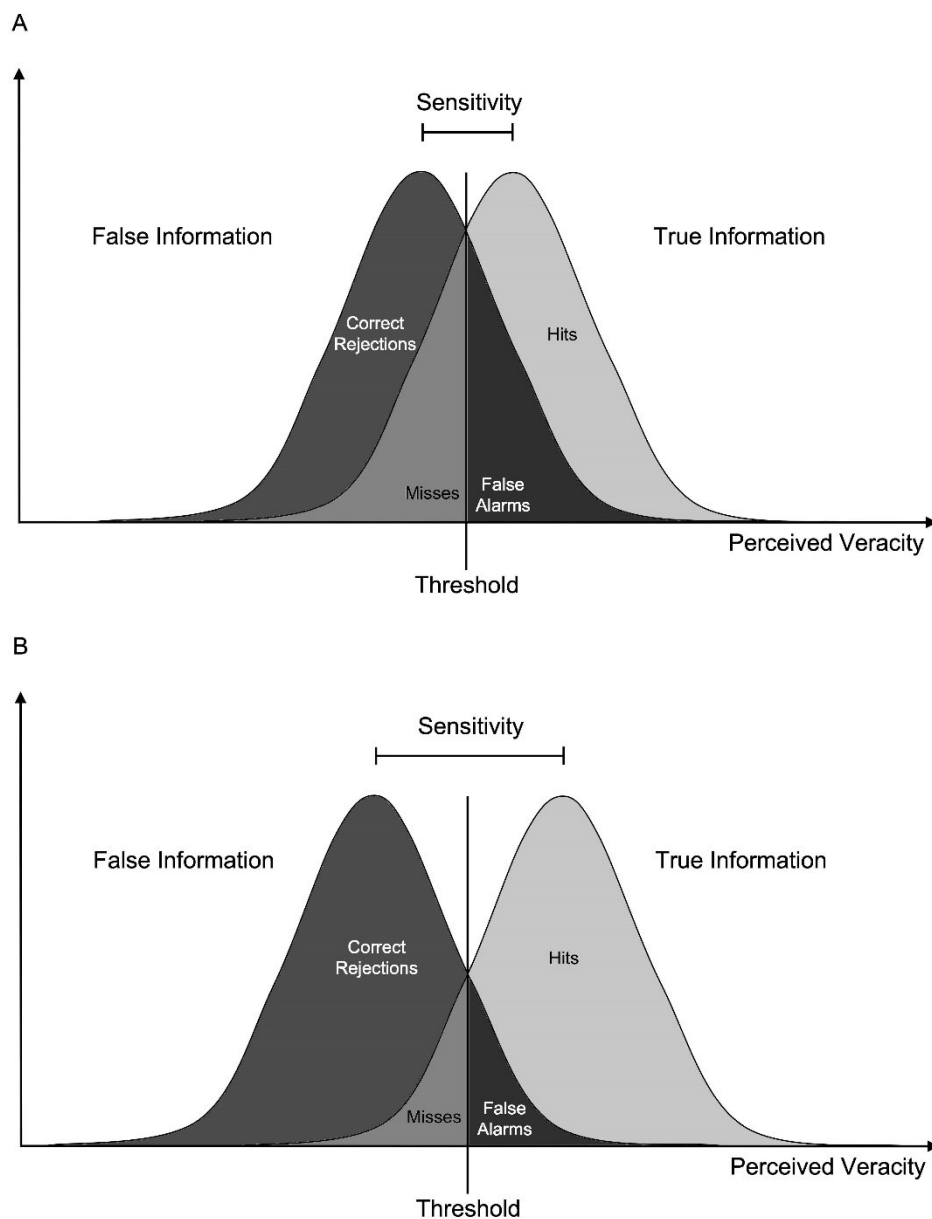 A
Sensitivity
False Information
True Information
Correct
Rejections
Hits
Misses
False
Alarms
Perceived Veracity
Threshold
B
Sensitivity
False Information
True Information
Correct
Rejections
Hits
Misses
False
Alarms
Perceived Veracity
Threshold